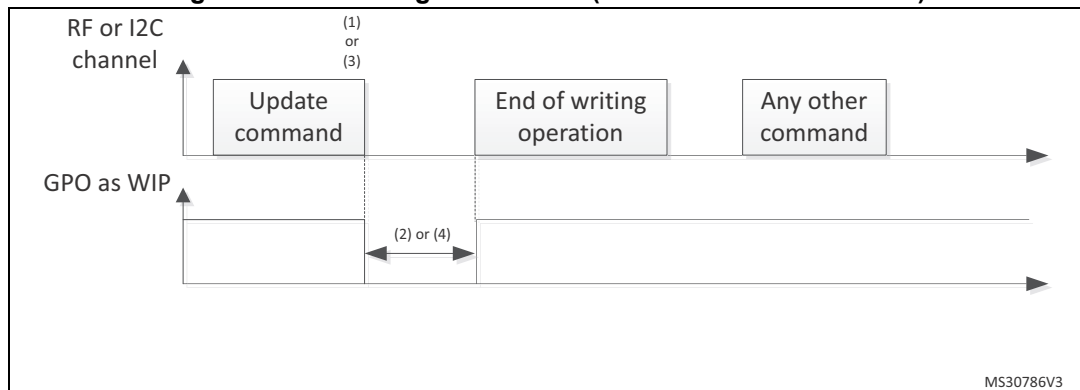 RF or I2C
channel
(1)
or
(3)
Update
command
End of writing
operation
Any other
command
GPO as WIP
(2) or (4)
MS30786V3